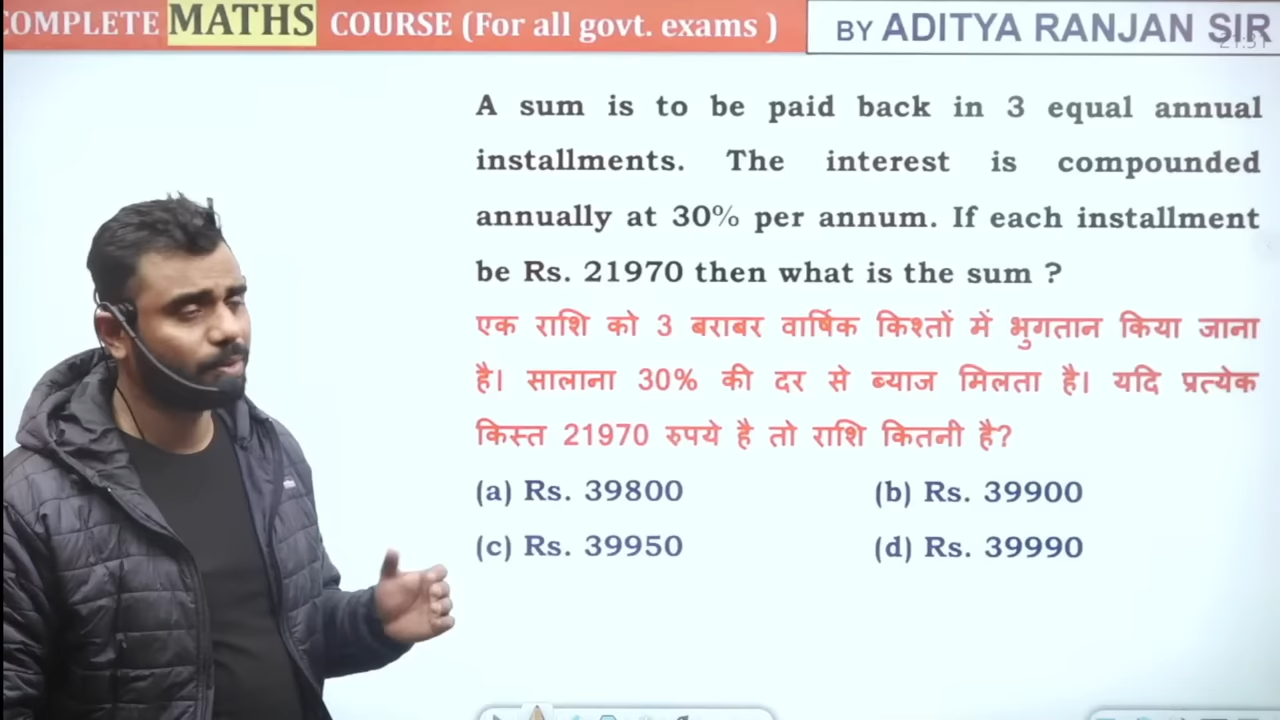 COMPLETE MATHS COURSE (For all govt. exams )
BY ADITYA RANJAN SIR
A sum is to be paid back in 3 equal annual
installments. The interest is compounded
annually at 30% per annum. If each installment
be Rs. 21970 then what is the sum ?
एक राशि को 3 बराबर वार्षिक किश्तों में भुगतान किया जाना
है। सालाना 30% की दर से ब्याज मिलता है। यदि प्रत्येक
किस्त 21970 रुपये है तो राशि कितनी है?
(a) Rs. 39800 (b) Rs. 39900
(c) Rs. 39950 (d) Rs. 39990